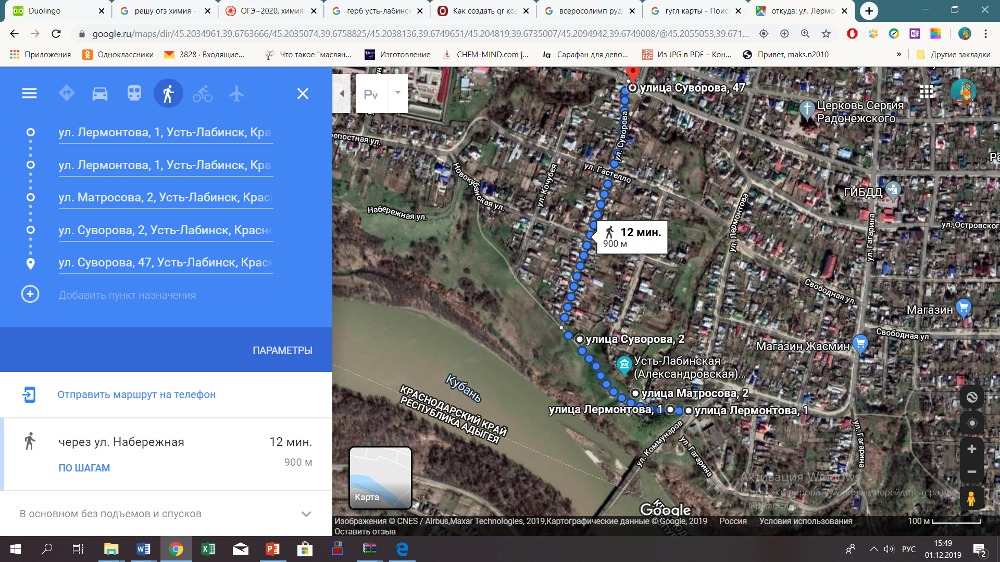 Duolingo
решу огэ химия -
ОГЭ–2020, химия:
герб усть-лабинск
Как создать qr код
всеросолимп руд
гугл карты - Поис
откуда: ул. Лермо
google.ru/maps/dir/45.2034961,39.6763666/45.2035074,39.6758825/45.2038136,39.6749651/45.204819,39.6735007/45.2094942,39.6749008/@45.2055053,39.671...
Приложения
Одноклассники
3828 · Входящие...
Что такое "маслян...
Изготовление
CHEM-MIND.com |...
la Сарафан для дево...
JPG PDF Из JPG в PDF – Кон...
Привет, maks.n2010
»
Другие закладки
ул. Лермонтова, 1, Усть-Лабинск, Кра
ул. Лермонтова, 1, Усть-Лабинск, Кра
ул. Матросова, 2, Усть-Лабинск, Крас
ул. Суворова, 2, Усть-Лабинск, Красно
ул. Суворова, 47, Усть-Лабинск, Красн
Добавить пункт назначения
ПАРАМЕТРЫ
Отправить маршрут на телефон
через ул. Набережная
12 мин.
900 м
ПО ШАГАМ
В основном без подъемов и спусков
улица Суворова, 47
Церковь Сергия
Радонежского
епостная ул.
ул. Суворова
ул. Гастелло
Новокубанская ул.
ул. Кочубея
Набережная ул.
ГИБДД
ул. Лермонтова
ул. Гагарина
ул. Островског
12 мин.
900 м
Свободная ул.
Магазин
Свободная ул.
Магазин Жасмин
улица Суворова, 2
Усть-Лабинская
(Александровская)...
улица Матросова, 2
улица Лермонтова, 1
улица Лермонтова, 1
Кубань
КРАСНОДАРСКИЙ КРАЙ
РЕСПУБЛИКА АДЫГЕЯ
ул. Коммунаров
ул. Гагарина
ул. Гагарина
Карта
Активация Windows
Чтобы активировать Windows, перейдите в разде
"Параметры".
Google
Изображения © CNES / Airbus,Maxar Technologies, 2019,Картографические данные © Google, 2019
Россия
Условия использования
100 м
Оставить отзыв
РУС
15:49
01.12.2019
2